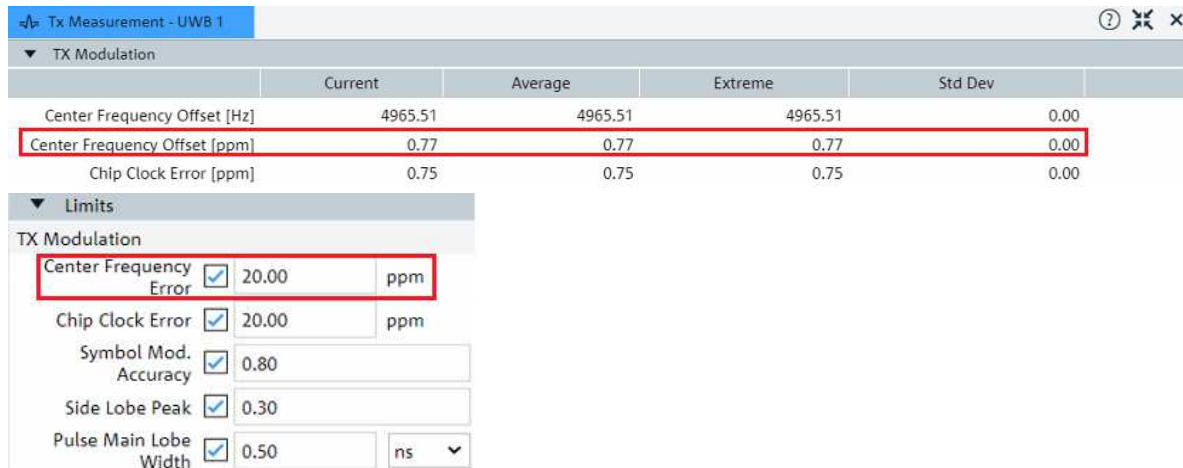 Tx Measurement - UWB 1
TX Modulation
Current Average Extreme Std Dev
Center Frequency Offset [Hz] 4965.51 4965.51 4965.51 0.00
Center Frequency Offset [ppm] 0.77 0.77 0.77 0.00
Chip Clock Error [ppm] 0.75 0.75 0.75 0.00
Limits
TX Modulation
Center Frequency
Error 20.00 ppm
Chip Clock Error 20.00 ppm
Symbol Mod.
Accuracy 0.80
Side Lobe Peak 0.30
Pulse Main Lobe
Width 0.50 ns